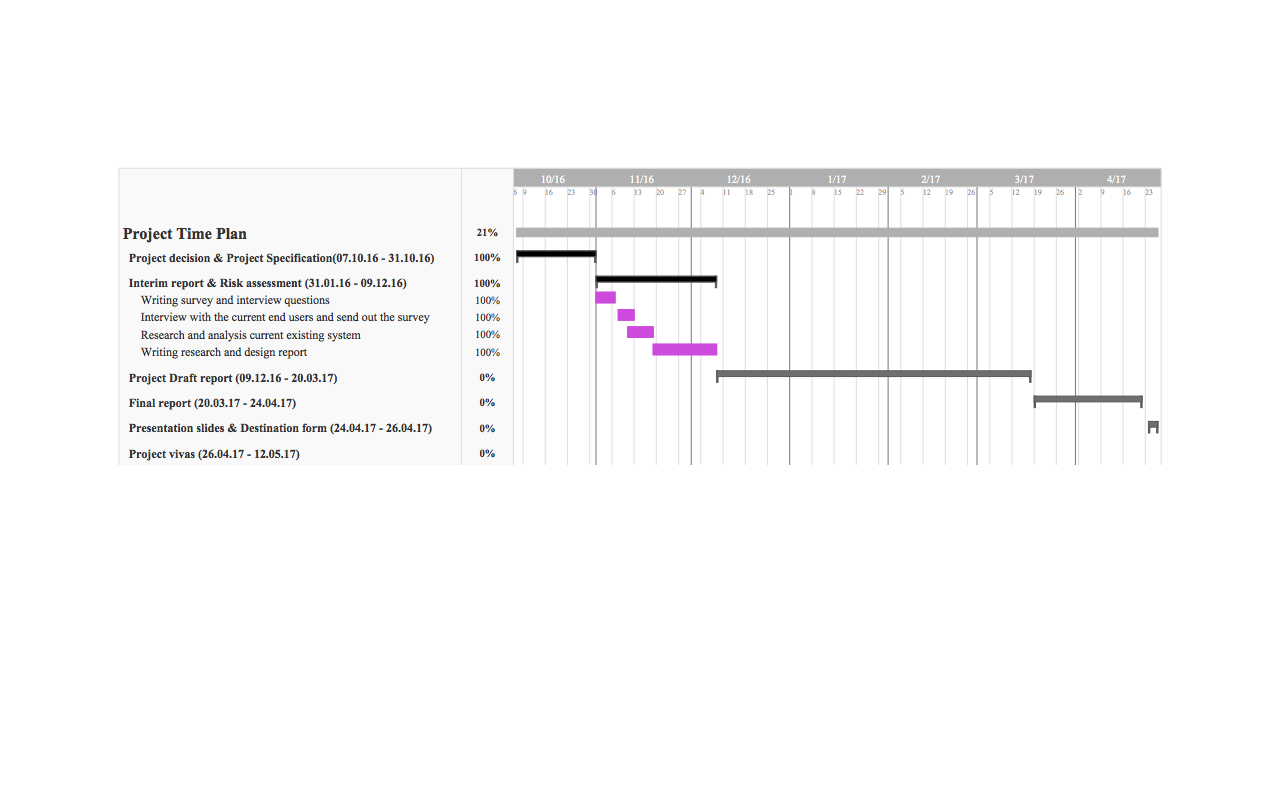 10/16 11/16 12/16 1/17 2/17 3/17 4/17
6 9 16 23 30 6 13 20 27 4 11 18 25 1 8 15 22 29 5 12 19 26 5 12 19 26 2 9 16 23
Project Time Plan 21%
Project decision & Project Specification(07.10.16 - 31.10.16) 100%
Interim report & Risk assessment (31.01.16 - 09.12.16) 100%
Writing survey and interview questions 100%
Interview with the current end users and send out the survey 100%
Research and analysis current existing system 100%
Writing research and design report 100%
Project Draft report (09.12.16 - 20.03.17) 0%
Final report (20.03.17 - 24.04.17) 0%
Presentation slides & Destination form (24.04.17 - 26.04.17) 0%
Project vivas (26.04.17 - 12.05.17) 0%